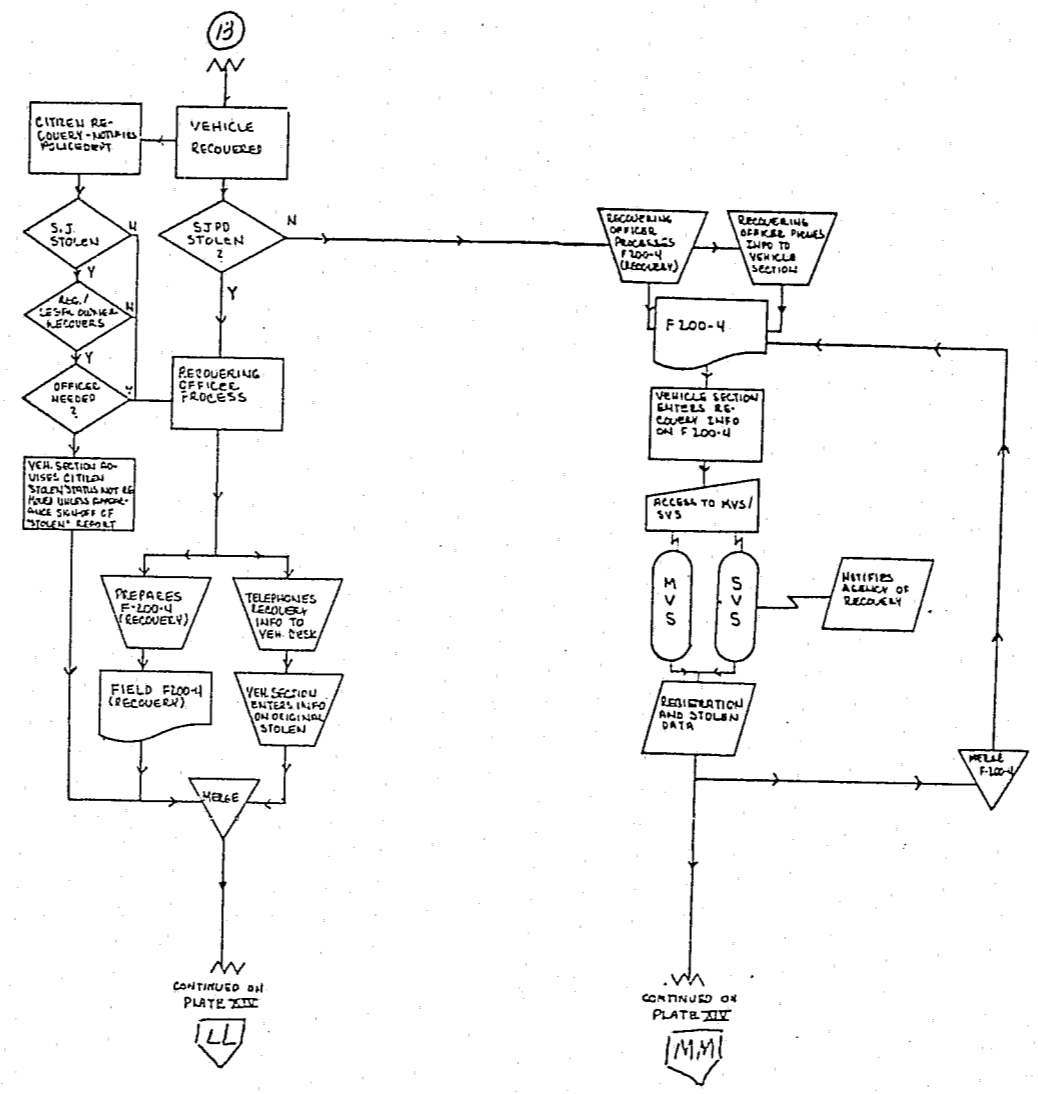 13
CITIZEN RE-
COVERY-NOTIFIES
POLICE DEPT
VEHICLE
RECOVERED
S.J.
STOLEN
N
Y
REG./
LEGAL OWNER
RECOVERS
N
Y
OFFICER
NEEDED
?
Y
VEH. SECTION AD-
VISES CITIZEN
"STOLEN" STATUS NOT RE-
MOVED UNLESS
SIGN-OFF OF
"STOLEN" REPORT
SJPD
STOLEN
?
N
Y
RECOVERING
OFFICER
PROCESS
PREPARES
F-200-4
(RECOVERY)
TELEPHONES
RECOVERY
INFO TO
VEH. DESK
FIELD F200-4
(RECOVERY)
VEH. SECTION
ENTERS INFO
ON ORIGINAL
STOLEN
MERGE
CONTINUED ON
PLATE XIV
LL
RECOVERING
OFFICER
PROCESSES
F200-4
(RECOVERY)
RECOVERING
OFFICER
INFO TO
VEHICLE
SECTION
F 200-4
VEHICLE SECTION
ENTERS RE-
COVERY INFO
ON F 200-4
ACCESS TO MVS/
SVS
M
V
S
S
V
S
NOTIFIES
AGENCY OF
RECOVERY
REGISTRATION
AND STOLEN
DATA
MERGE
F-200-4
CONTINUED ON
PLATE XIV
MM